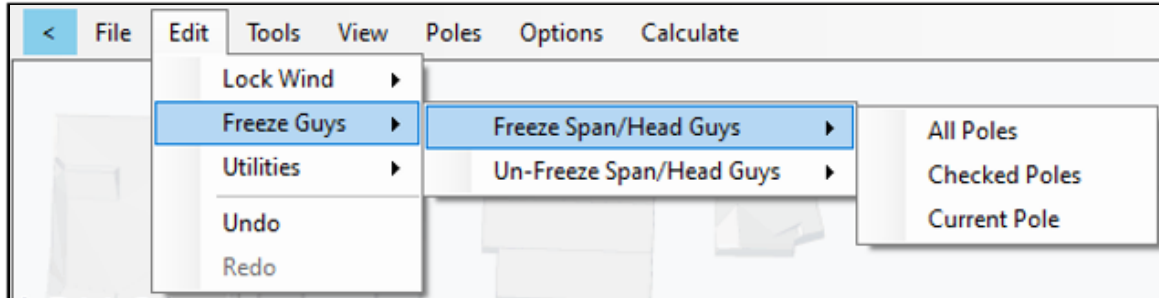 < File Edit Tools View Poles Options Calculate
Lock Wind
Freeze Guys
Utilities
Undo
Redo
Freeze Span/Head Guys
Un-Freeze Span/Head Guys
All Poles
Checked Poles
Current Pole